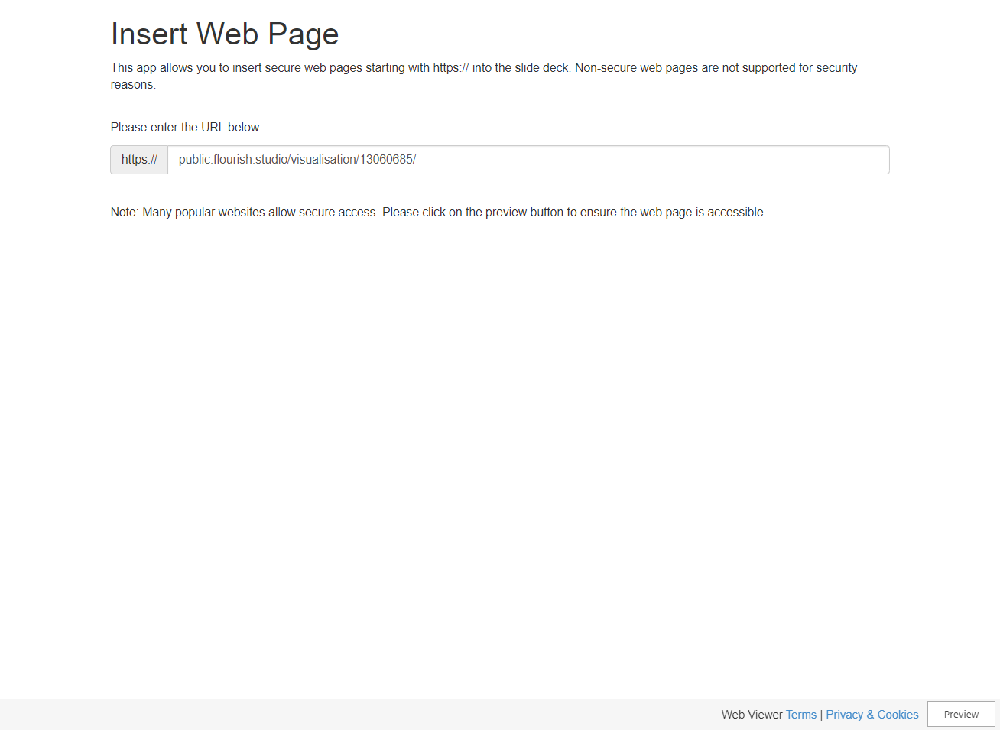 Insert Web Page
This app allows you to insert secure web pages starting with https:// into the slide deck. Non-secure web pages are not supported for security
reasons.
Please enter the URL below.
https:// public.flourish.studio/visualisation/13060685/
Note: Many popular websites allow secure access. Please click on the preview button to ensure the web page is accessible.
Web Viewer Terms | Privacy & Cookies Preview